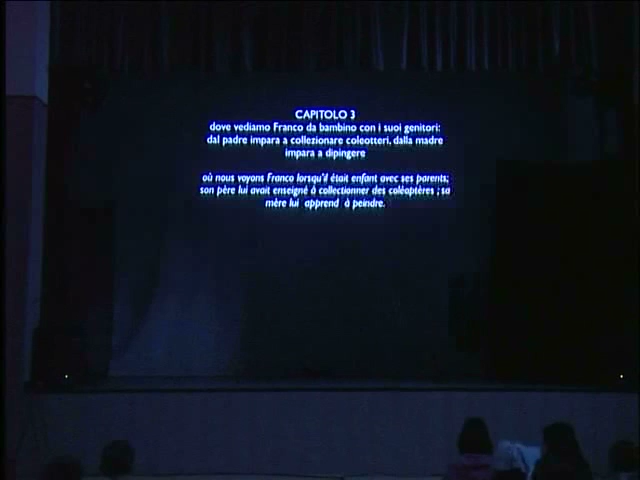 CAPITOLO 3
dove vediamo Franco da bambino con i suoi genitori:
dal padre impara a collezionare coleotteri, dalla madre
impara a dipingere
où nous voyons Franco lorsqu'il était enfant avec ses parents;
son père lui avait enseigné à collectionner des coléoptères ; sa
mère lui apprend à peindre.